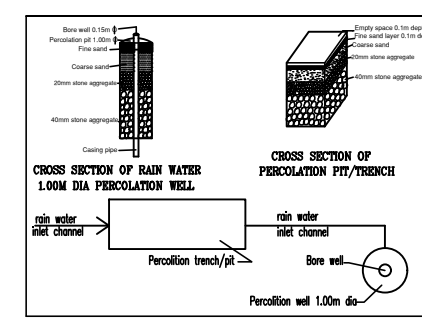 Bore well 0.15m ϕ
Percolation pit 1.00m ϕ
Fine sand
Coarse sand
20mm stone aggregate
40mm stone aggregate
Casing pipe
CROSS SECTION OF RAIN WATER
1.00M DIA PERCOLATION WELL
Empty space 0.1m dep
Fine sand layer 0.1m d
Coarse sand
20mm stone aggregate
40mm stone aggregate
CROSS SECTION OF
PERCOLATION PIT/TRENCH
rain water
inlet channel
Percolition trench/pit
rain water
inlet channel
Bore well
Percolition well 1.00m dia